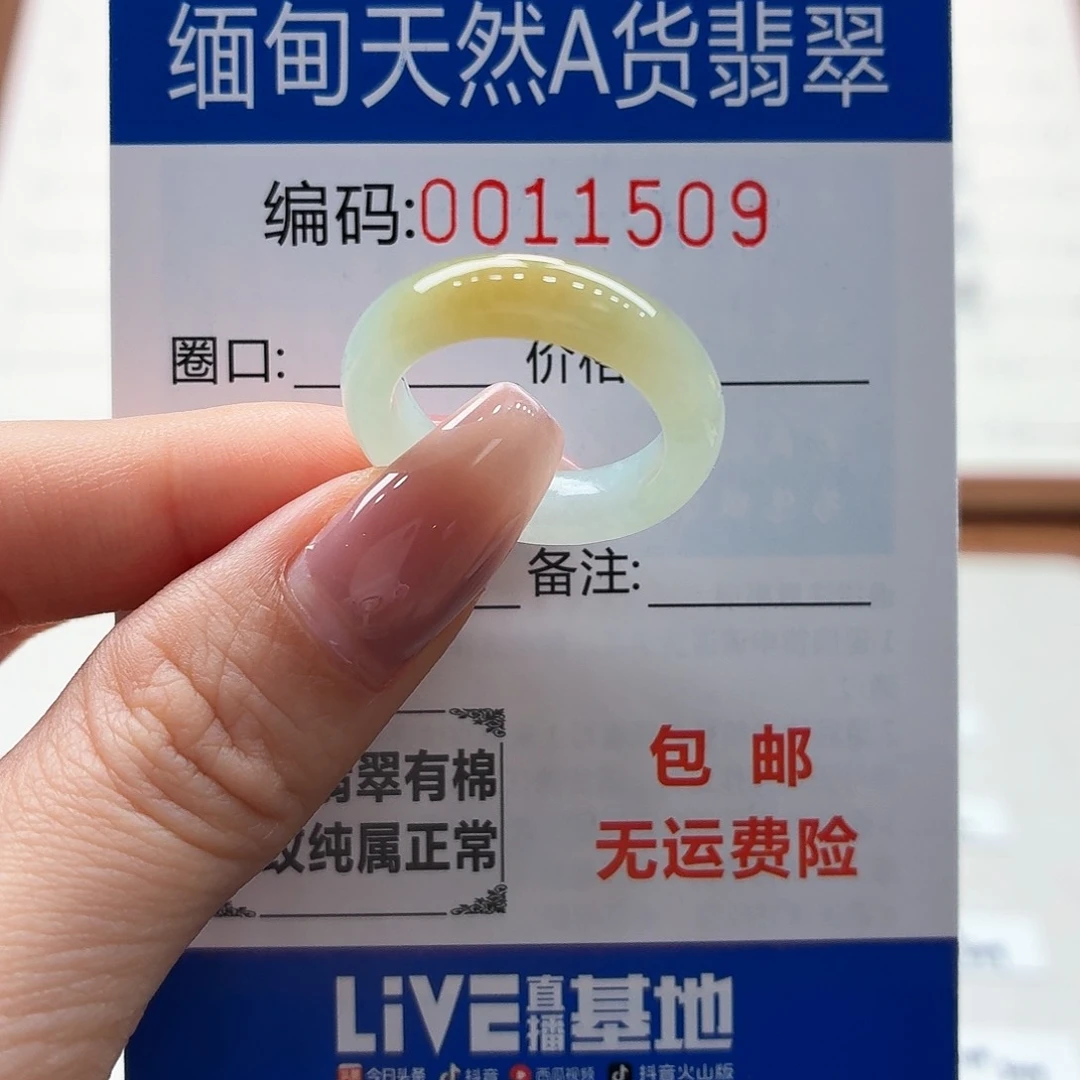 缅甸天然A货翡翠
编码:0011509
圈口: 价格
备注:
翡翠有棉
纹纯属正常
包 邮
无运费险
LiVE直播基地
今日头条 抖音 西瓜视频 抖音火山版